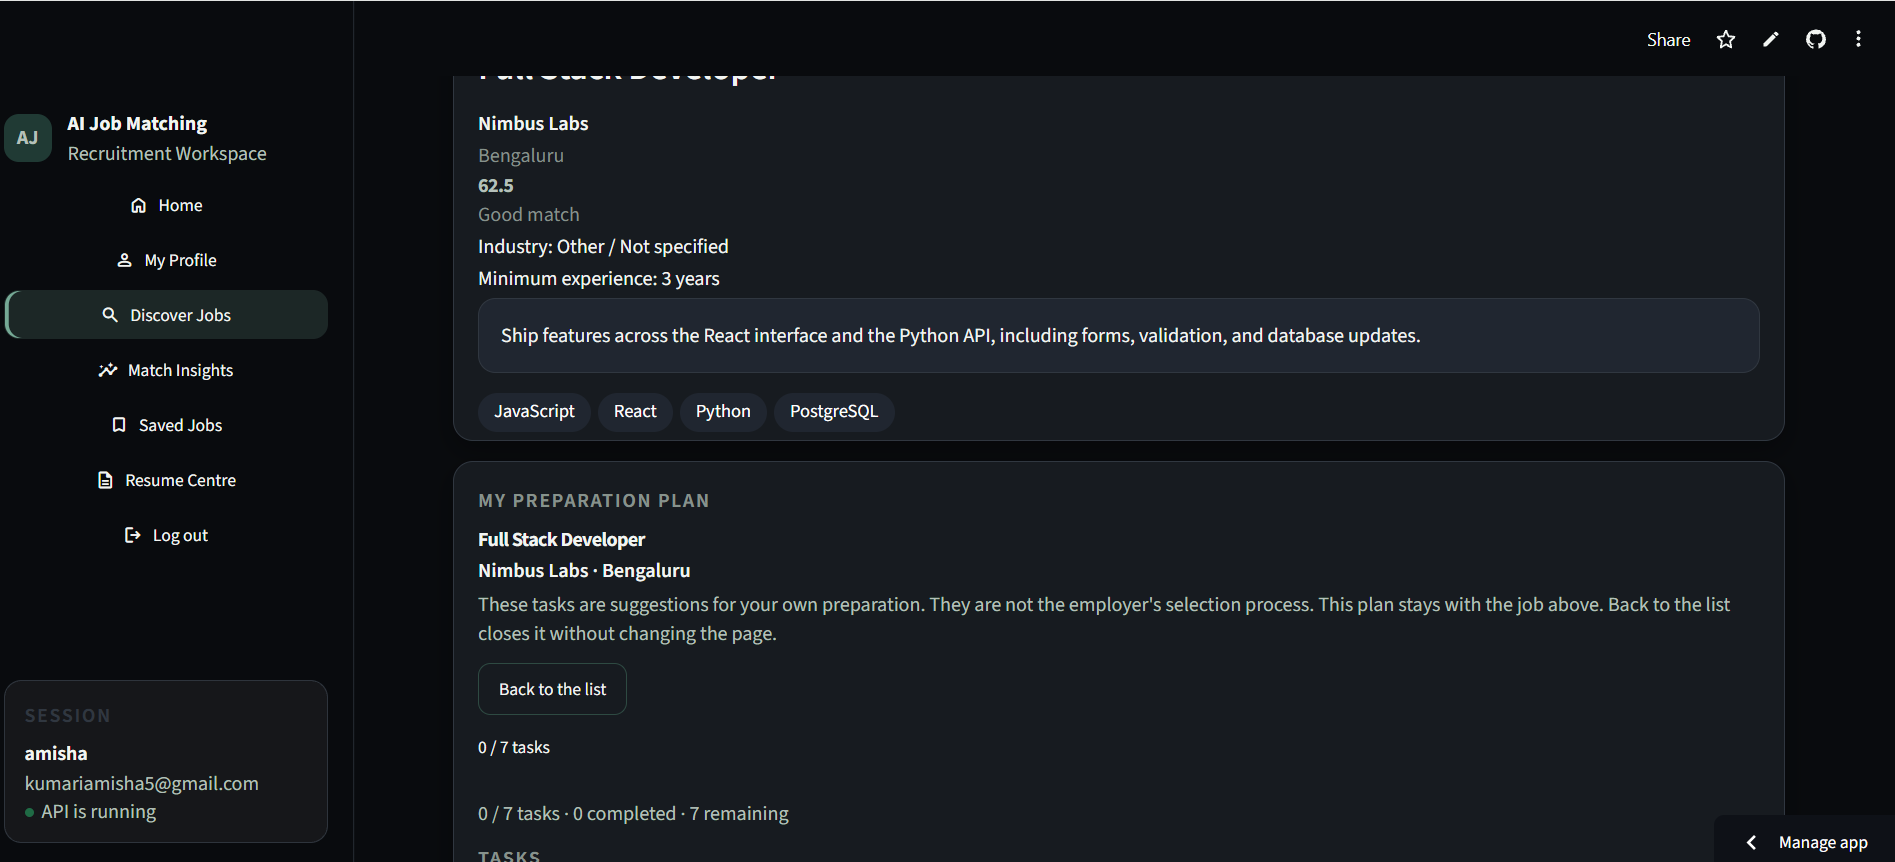 Share
AJ
AI Job Matching
Recruitment Workspace
Home
My Profile
Discover Jobs
Match Insights
Saved Jobs
Resume Centre
Log out
SESSION
amisha
kumariamisha5@gmail.com
API is running
Full Stack Developer
Nimbus Labs
Bengaluru
62.5
Good match
Industry: Other / Not specified
Minimum experience: 3 years
Ship features across the React interface and the Python API, including forms, validation, and database updates.
JavaScript
React
Python
PostgreSQL
MY PREPARATION PLAN
Full Stack Developer
Nimbus Labs · Bengaluru
These tasks are suggestions for your own preparation. They are not the employer's selection process. This plan stays with the job above. Back to the list
closes it without changing the page.
Back to the list
0 / 7 tasks
0 / 7 tasks · 0 completed · 7 remaining
TASKS
Manage app